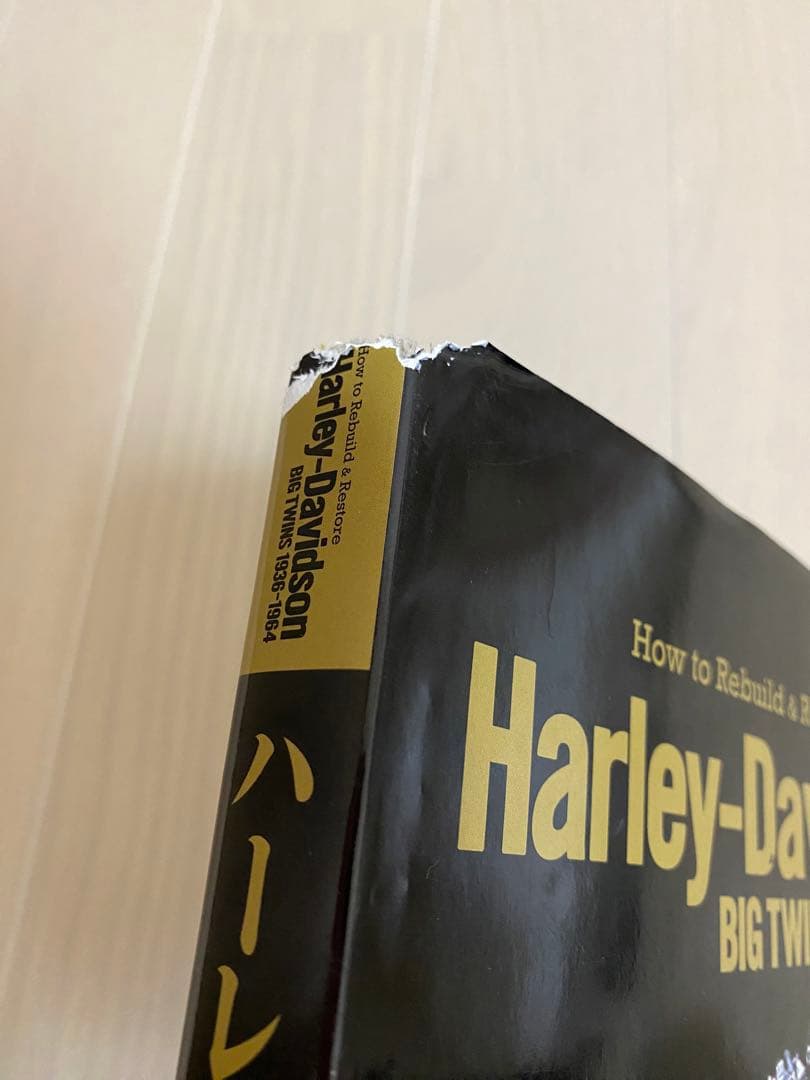 How to Rebuild & Restore
Harley-Davidson
BIG TWINS 1936-1964
ハーレ
How to Rebuild &
Harley-Dav
BIG TWI